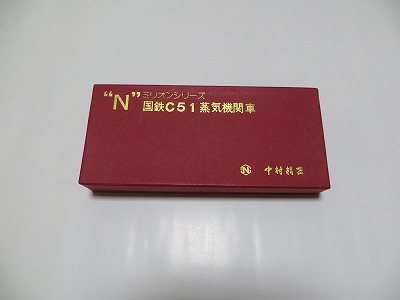 “N” ミリオンシリーズ
国鉄C51蒸気機関車
N 中村精密